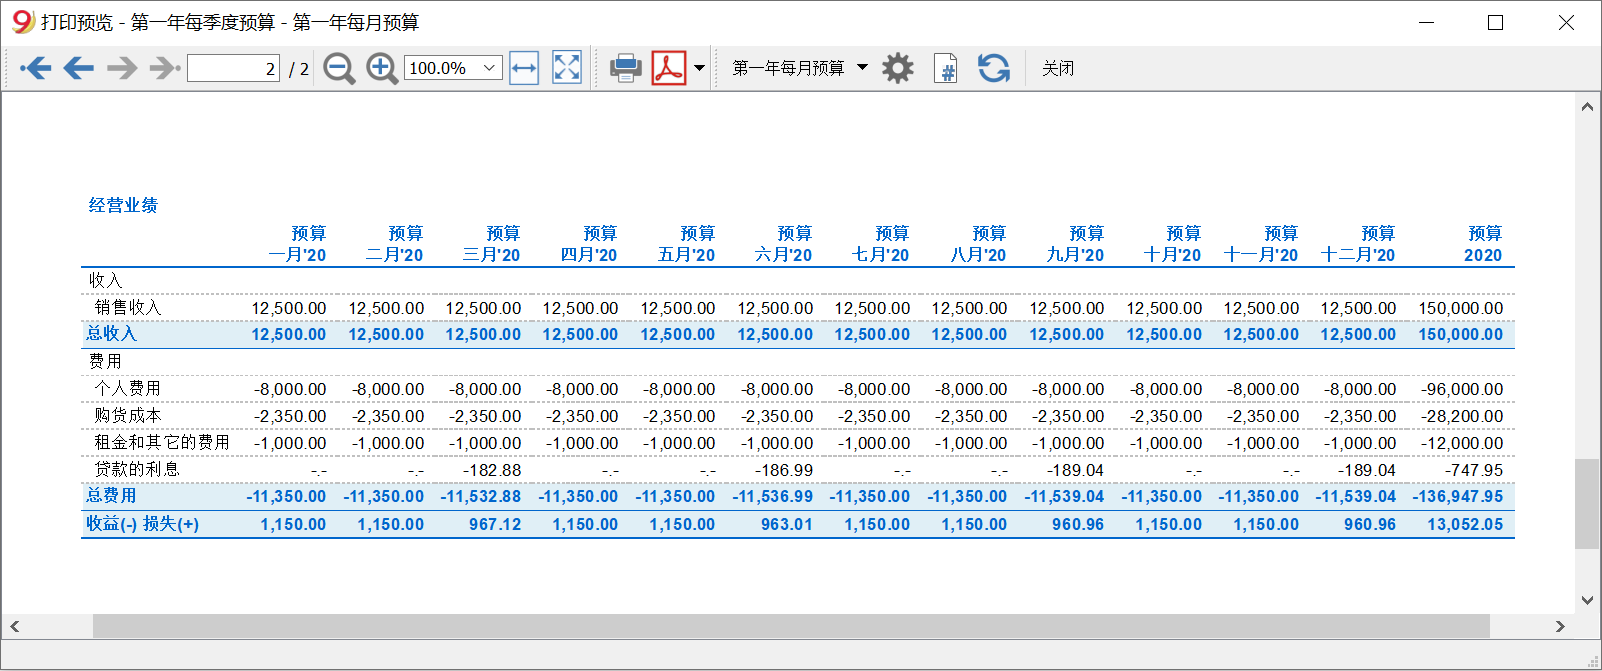 打印预览 - 第一年每季度预算 - 第一年每月预算
2 / 2 100.0% 第一年每月预算 # 关闭
经营业绩
预算 预算 预算 预算 预算 预算 预算 预算 预算 预算 预算 预算 预算
一月'20 二月'20 三月'20 四月'20 五月'20 六月'20 七月'20 八月'20 九月'20 十月'20 十一月'20 十二月'20 2020
收入
销售收入 12,500.00 12,500.00 12,500.00 12,500.00 12,500.00 12,500.00 12,500.00 12,500.00 12,500.00 12,500.00 12,500.00 12,500.00 150,000.00
总收入 12,500.00 12,500.00 12,500.00 12,500.00 12,500.00 12,500.00 12,500.00 12,500.00 12,500.00 12,500.00 12,500.00 12,500.00 150,000.00
费用
个人费用 -8,000.00 -8,000.00 -8,000.00 -8,000.00 -8,000.00 -8,000.00 -8,000.00 -8,000.00 -8,000.00 -8,000.00 -8,000.00 -8,000.00 -96,000.00
购货成本 -2,350.00 -2,350.00 -2,350.00 -2,350.00 -2,350.00 -2,350.00 -2,350.00 -2,350.00 -2,350.00 -2,350.00 -2,350.00 -2,350.00 -28,200.00
租金和其它的费用 -1,000.00 -1,000.00 -1,000.00 -1,000.00 -1,000.00 -1,000.00 -1,000.00 -1,000.00 -1,000.00 -1,000.00 -1,000.00 -1,000.00 -12,000.00
贷款的利息 -.- -.- -182.88 -.- -.- -186.99 -.- -.- -189.04 -.- -.- -189.04 -747.95
总费用 -11,350.00 -11,350.00 -11,532.88 -11,350.00 -11,350.00 -11,536.99 -11,350.00 -11,350.00 -11,539.04 -11,350.00 -11,350.00 -11,539.04 -136,947.95
收益(-) 损失(+) 1,150.00 1,150.00 967.12 1,150.00 1,150.00 963.01 1,150.00 1,150.00 960.96 1,150.00 1,150.00 960.96 13,052.05